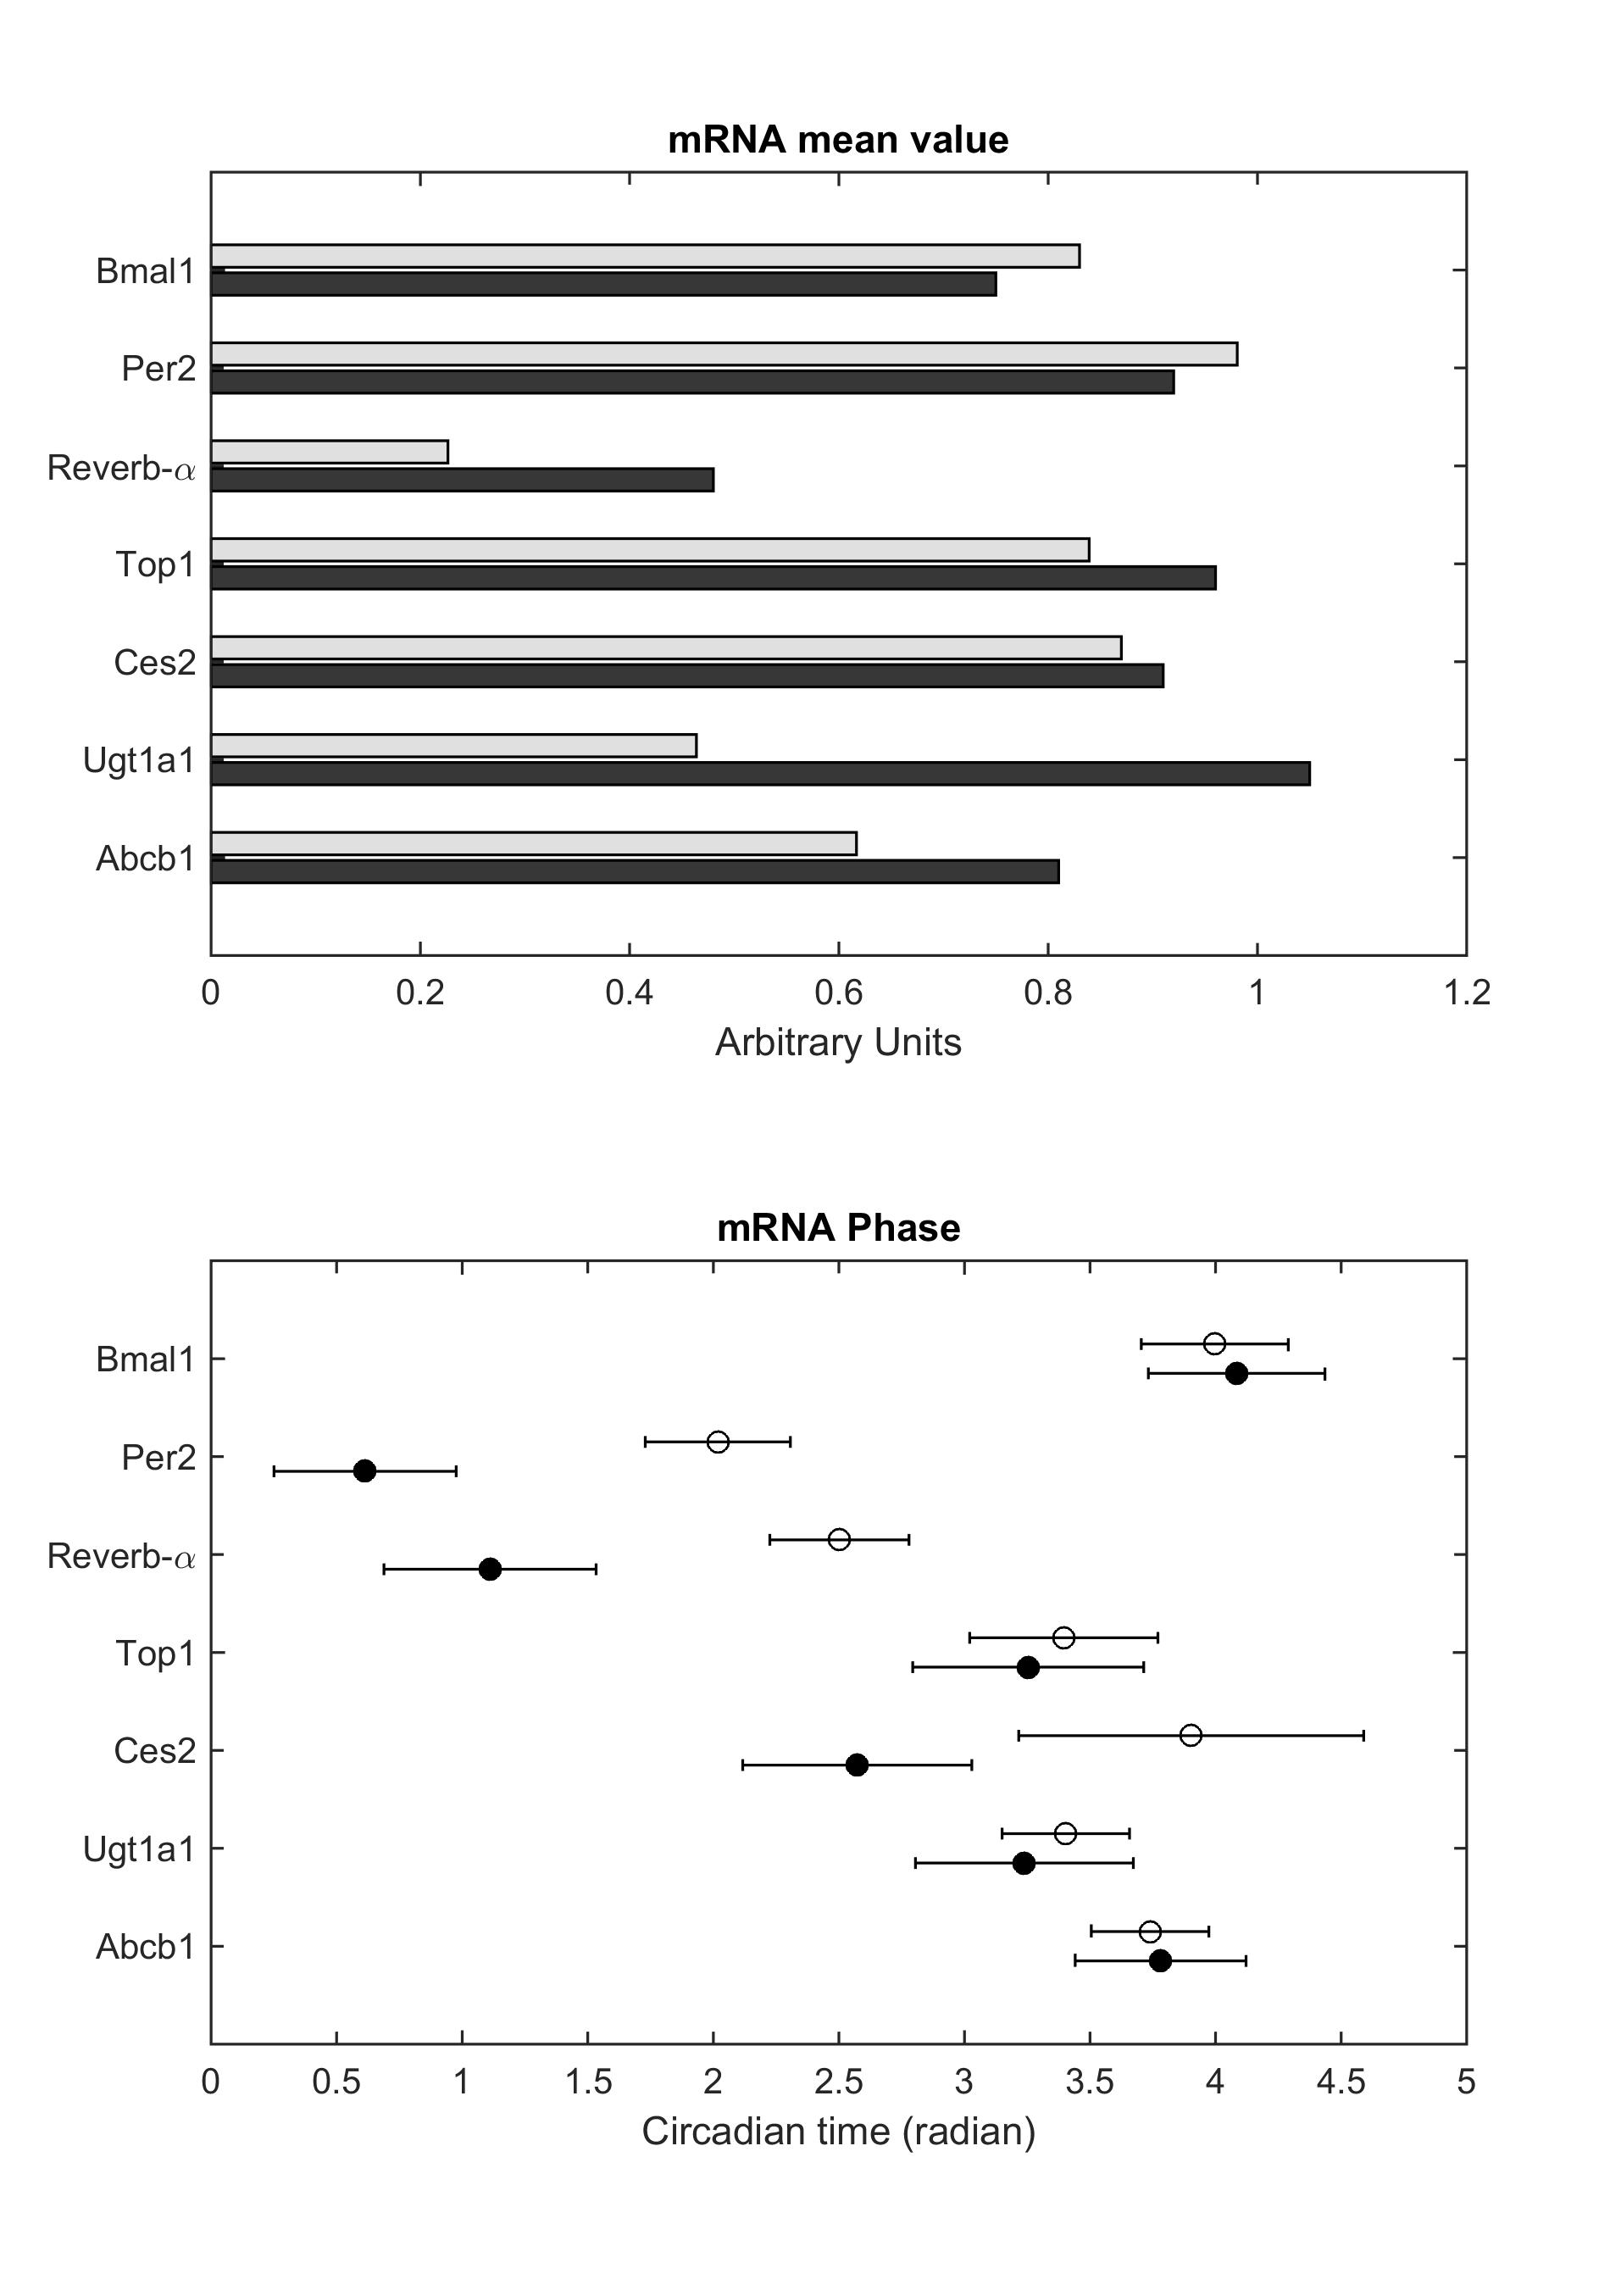 mRNA mean value
Bmal1
Per2
Reverb-α
Top1
Ces2
Ugt1a1
Abcb1
0 0.2 0.4 0.6 0.8 1 1.2
Arbitrary Units
mRNA Phase
Bmal1
Per2
Reverb-α
Top1
Ces2
Ugt1a1
Abcb1
0 0.5 1 1.5 2 2.5 3 3.5 4 4.5 5
Circadian time (radian)